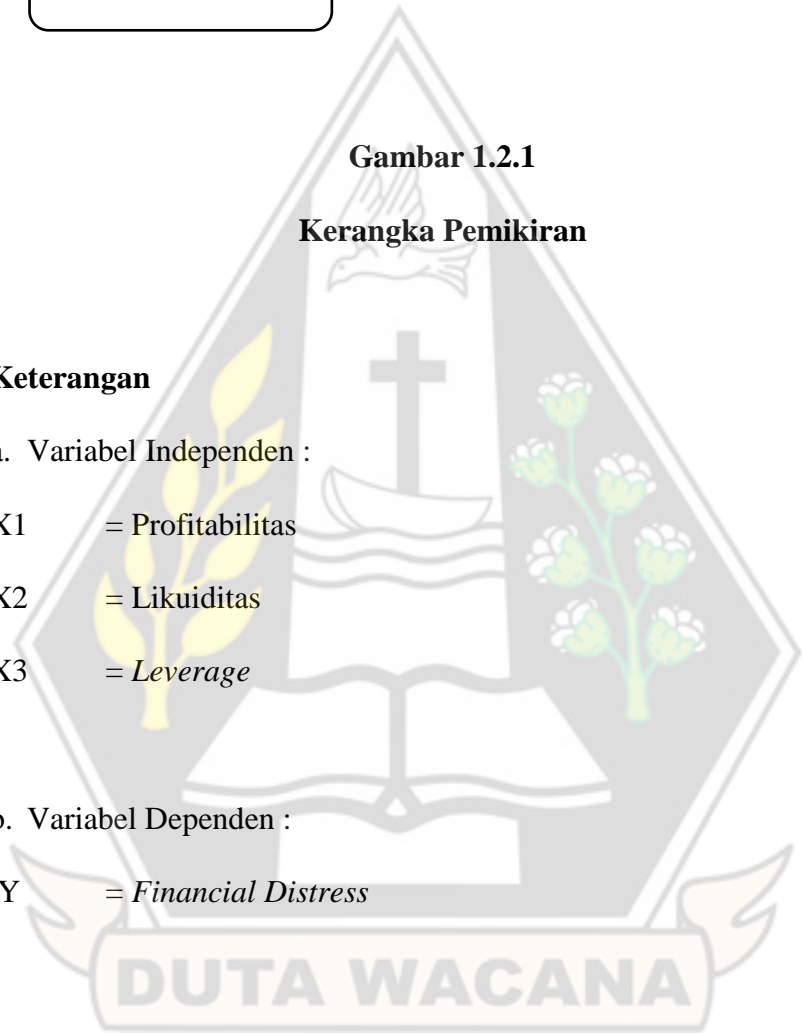 Gambar 1.2.1
Kerangka Pemikiran
Keterangan
a. Variabel Independen :
X1 = Profitabilitas
X2 = Likuiditas
X3 = Leverage
b. Variabel Dependen :
Y = Financial Distress
DUTA WACANA